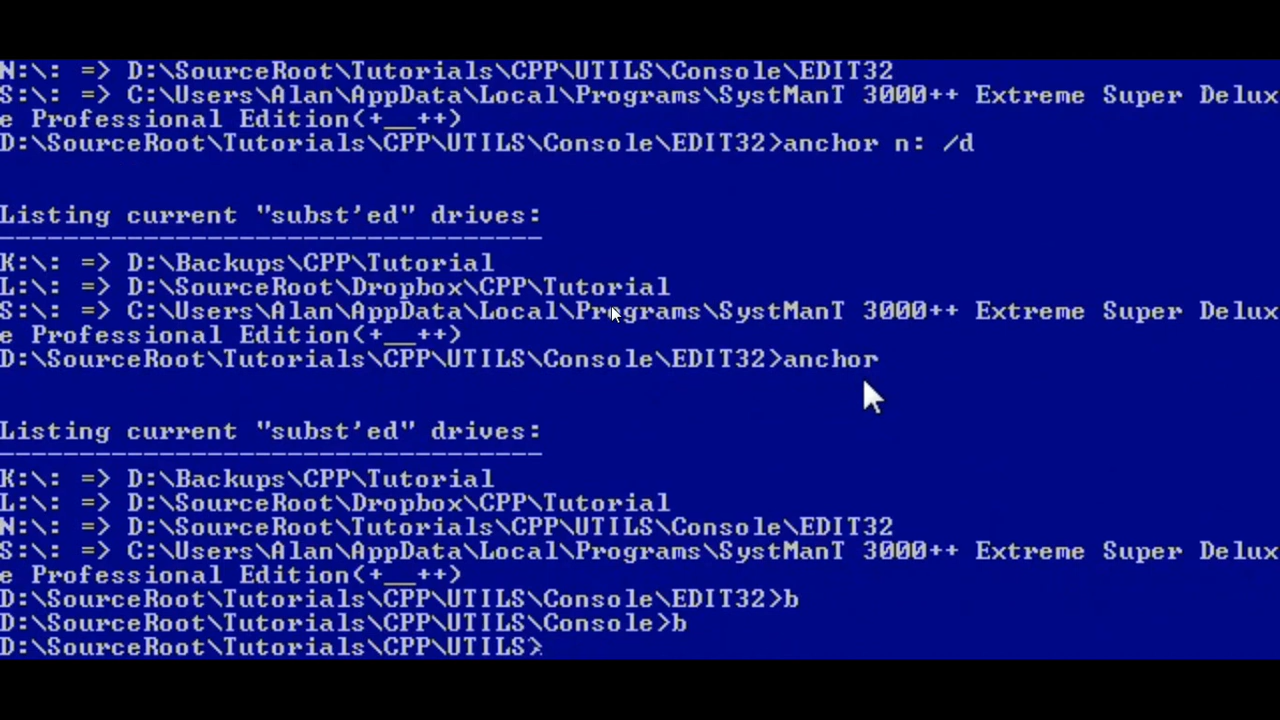 N:\: => D:\SourceRoot\Tutorials\CPP\UTILS\Console\EDIT32
S:\: => C:\Users\Alan\AppData\Local\Programs\SystManT 3000++ Extreme Super Delux
e Professional Edition(+__++)
D:\SourceRoot\Tutorials\CPP\UTILS\Console\EDIT32>anchor n: /d
Listing current "subst'ed" drives:
----------------------------------
K:\: => D:\Backups\CPP\Tutorial
L:\: => D:\SourceRoot\Dropbox\CPP\Tutorial
S:\: => C:\Users\Alan\AppData\Local\Programs\SystManT 3000++ Extreme Super Delux
e Professional Edition(+__++)
D:\SourceRoot\Tutorials\CPP\UTILS\Console\EDIT32>anchor
Listing current "subst'ed" drives:
----------------------------------
K:\: => D:\Backups\CPP\Tutorial
L:\: => D:\SourceRoot\Dropbox\CPP\Tutorial
N:\: => D:\SourceRoot\Tutorials\CPP\UTILS\Console\EDIT32
S:\: => C:\Users\Alan\AppData\Local\Programs\SystManT 3000++ Extreme Super Delux
e Professional Edition(+__++)
D:\SourceRoot\Tutorials\CPP\UTILS\Console\EDIT32>b
D:\SourceRoot\Tutorials\CPP\UTILS\Console>b
D:\SourceRoot\Tutorials\CPP\UTILS>